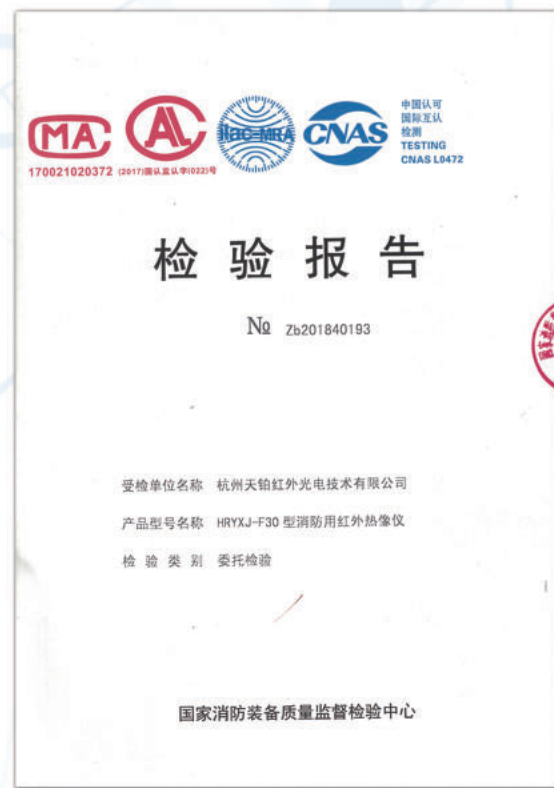 MA
170021020372
AL
(2017)国认监认字(022)号
ilac-MRA
CNAS
中国认可
国际互认
检测
TESTING
CNAS L0472
检验报告
№ Zb201840193
受检单位名称 杭州天铂红外光电技术有限公司
产品型号名称 HRYXJ-F30 型消防用红外热像仪
检验类别 委托检验
国家消防装备质量监督检验中心